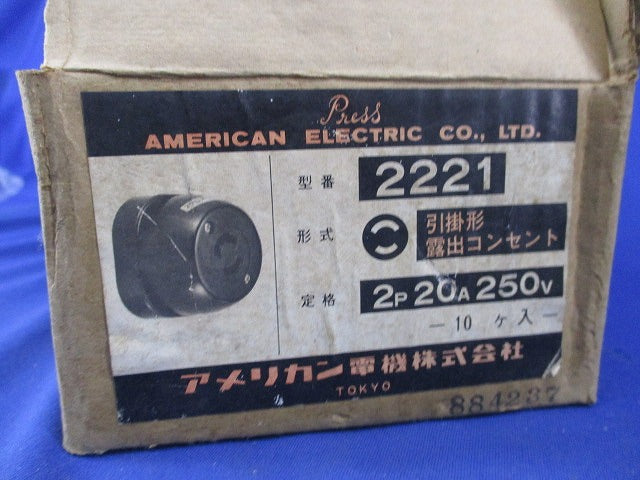 Press
AMERICAN ELECTRIC CO., LTD.
型番 2221
形式 引掛形
露出コンセント
定格 2P 20A 250V
― 10 ヶ入 ―
アメリカン電機株式会社
TOKYO
884237